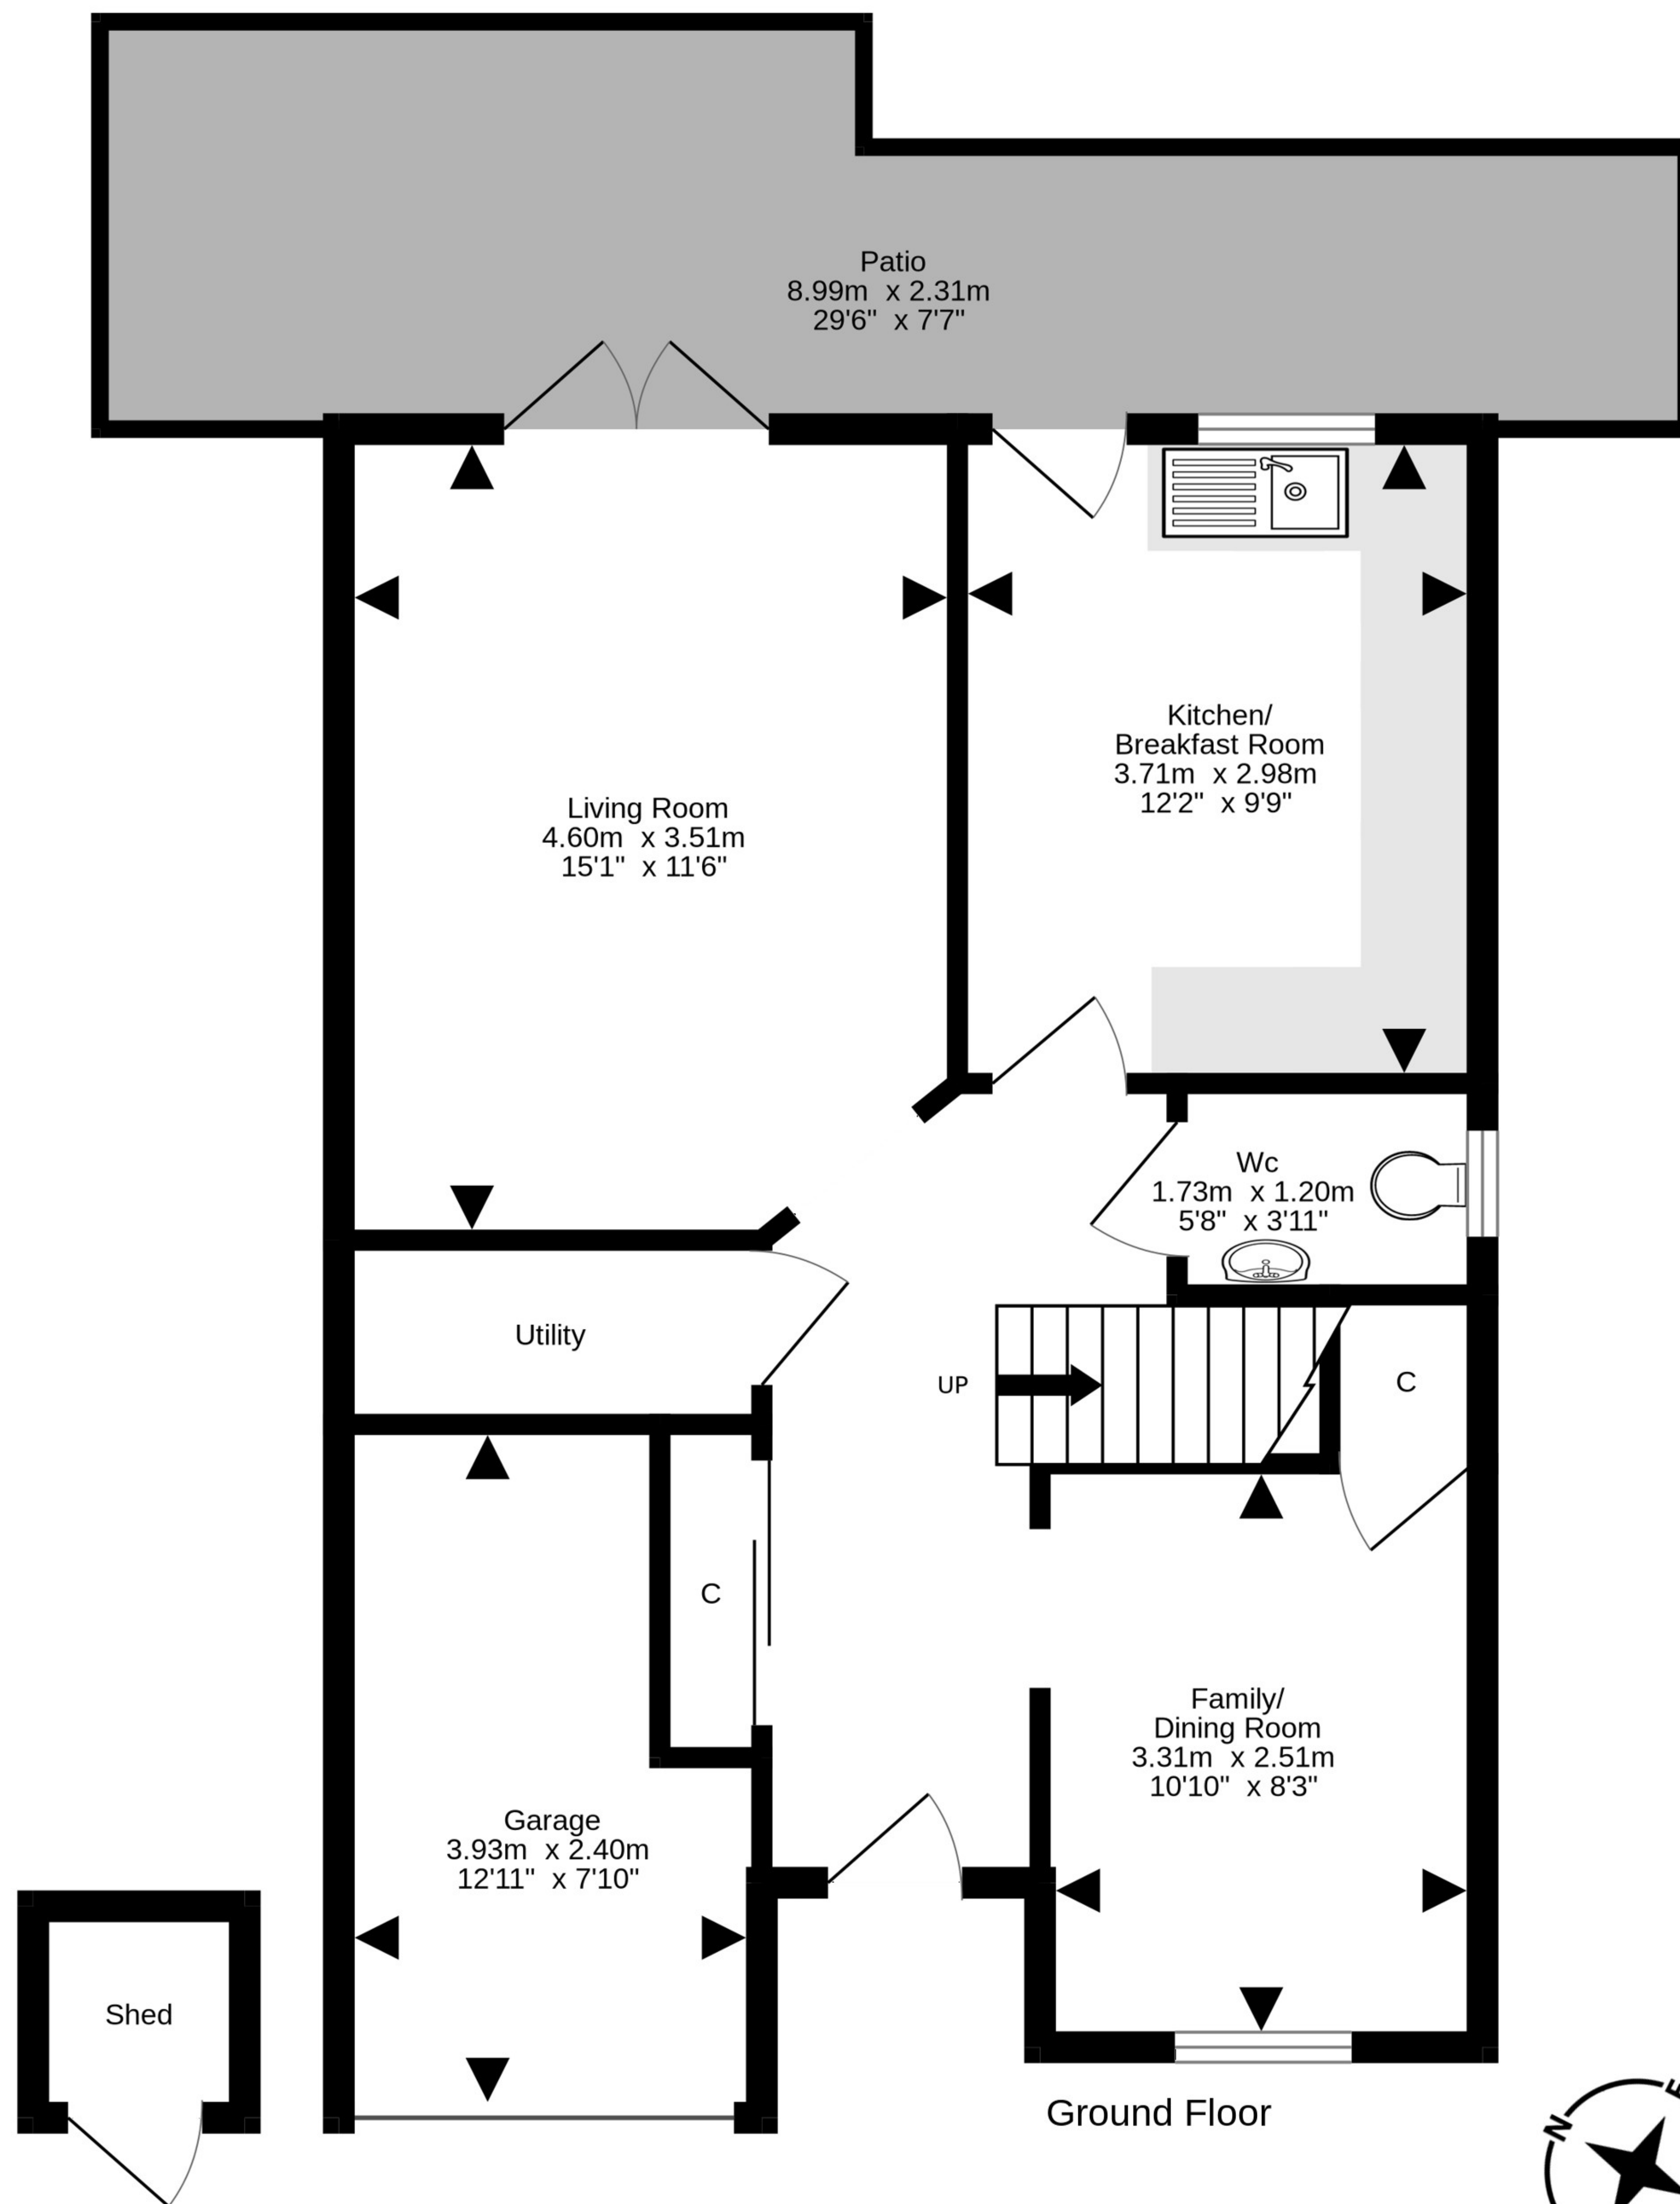 Patio
8.99m x 2.31m
29'6" x 7'7"
Living Room
4.60m x 3.51m
15'1" x 11'6"
Kitchen/
Breakfast Room
3.71m x 2.98m
12'2" x 9'9"
Wc
1.73m x 1.20m
5'8" x 3'11"
Utility
UP
C
C
Family/
Dining Room
3.31m x 2.51m
10'10" x 8'3"
Garage
3.93m x 2.40m
12'11" x 7'10"
Shed
Ground Floor
N
E